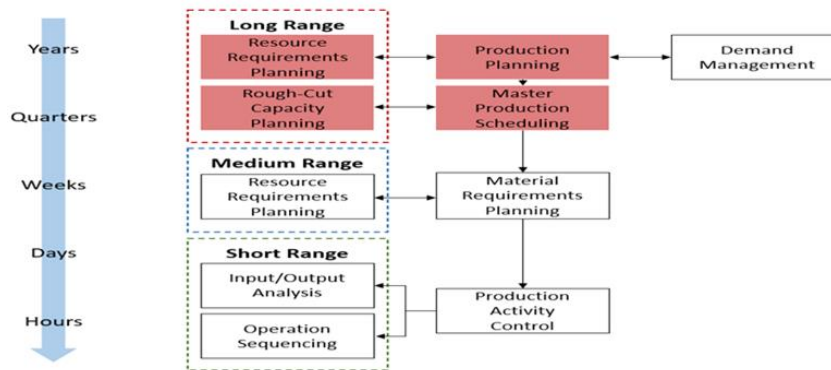 Years
Quarters
Weeks
Days
Hours
Long Range
Resource
Requirements
Planning
Rough-Cut
Capacity
Planning
Medium Range
Resource
Requirements
Planning
Short Range
Input/Output
Analysis
Operation
Sequencing
Production
Planning
Master
Production
Scheduling
Material
Requirements
Planning
Production
Activity
Control
Demand
Management